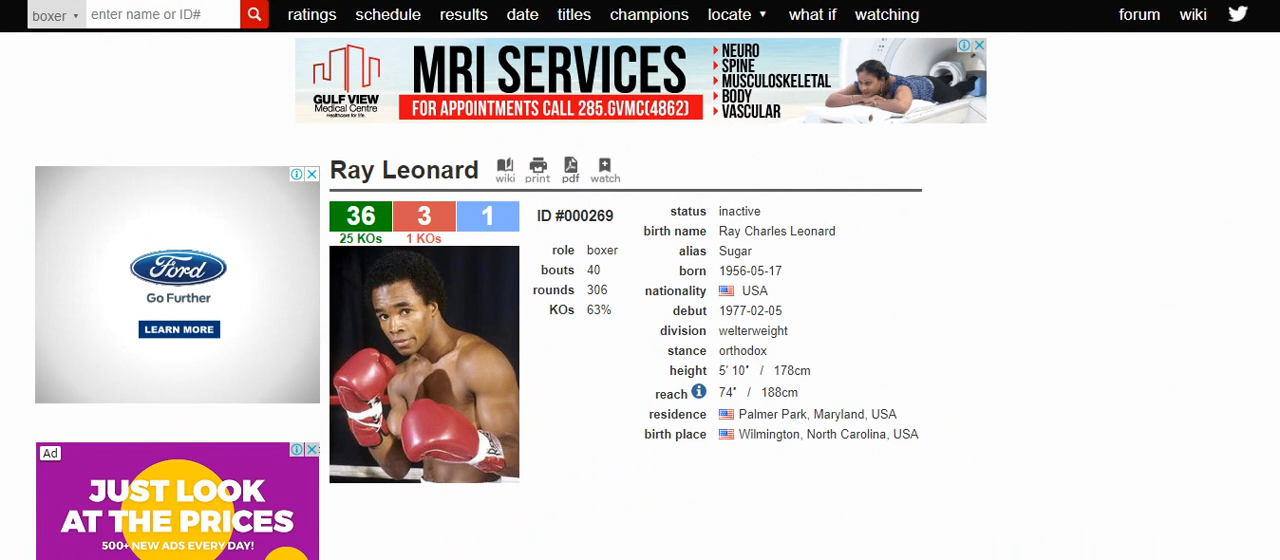 boxer ▾ enter name or ID# ratings schedule results date titles champions locate ▼ what if watching forum wiki
MRI SERVICES
FOR APPOINTMENTS CALL 285.GVMC(4862)
GULF VIEW
Medical Centre
Healthcare for life.
NEURO
SPINE
MUSCULOSKELETAL
BODY
VASCULAR
Ford
Go Further
LEARN MORE
Ad
JUST LOOK
AT THE PRICES
500+ NEW ADS EVERY DAY!
Ray Leonard
wiki print pdf watch
36 3 1
25 KOs 1 KOs
ID #000269
role boxer
bouts 40
rounds 306
KOs 63%
status inactive
birth name Ray Charles Leonard
alias Sugar
born 1956-05-17
nationality USA
debut 1977-02-05
division welterweight
stance orthodox
height 5′ 10″ / 178cm
reach 74″ / 188cm
residence Palmer Park, Maryland, USA
birth place Wilmington, North Carolina, USA